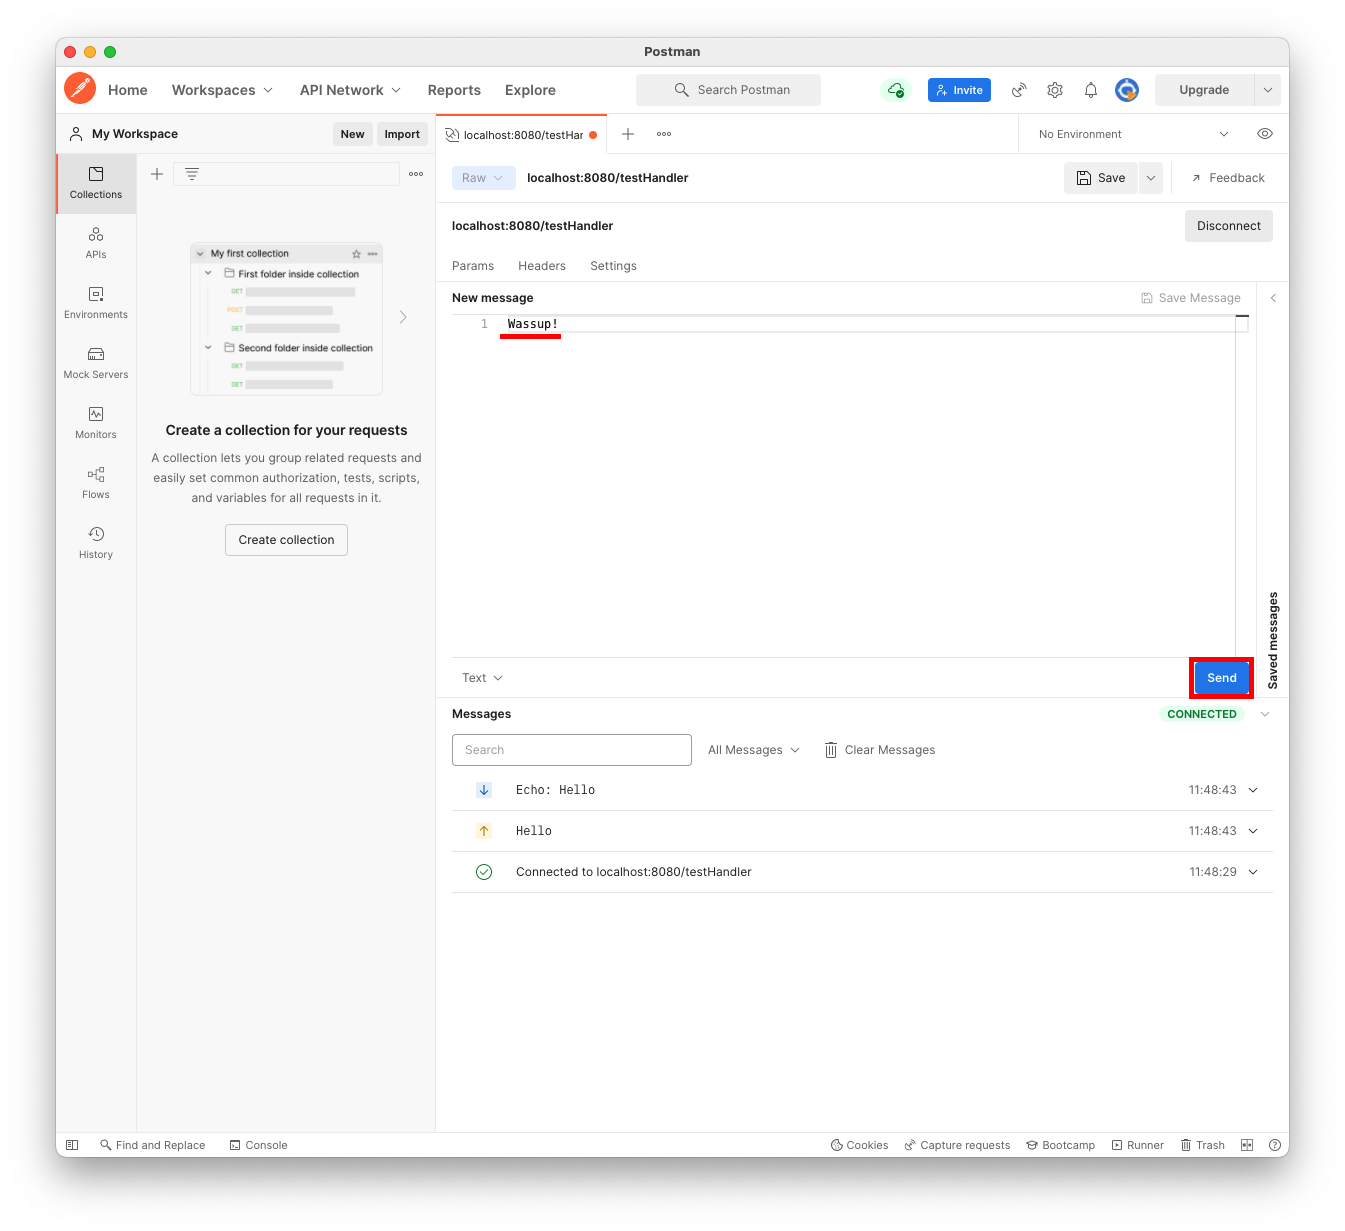 Postman
Home Workspaces API Network Reports Explore Search Postman Invite Upgrade
My Workspace New Import localhost:8080/testHar No Environment
Raw localhost:8080/testHandler Save Feedback
localhost:8080/testHandler Disconnect
Params Headers Settings
New message Save Message
1 Wassup!
Text Send
Saved messages
Messages CONNECTED
Search All Messages Clear Messages
Echo: Hello 11:48:43
Hello 11:48:43
Connected to localhost:8080/testHandler 11:48:29
Collections
APIs
Environments
Mock Servers
Monitors
Flows
History
My first collection
First folder inside collection
GET
POST
GET
Second folder inside collection
GET
GET
Create a collection for your requests
A collection lets you group related requests and
easily set common authorization, tests, scripts,
and variables for all requests in it.
Create collection
Find and Replace Console Cookies Capture requests Bootcamp Runner Trash